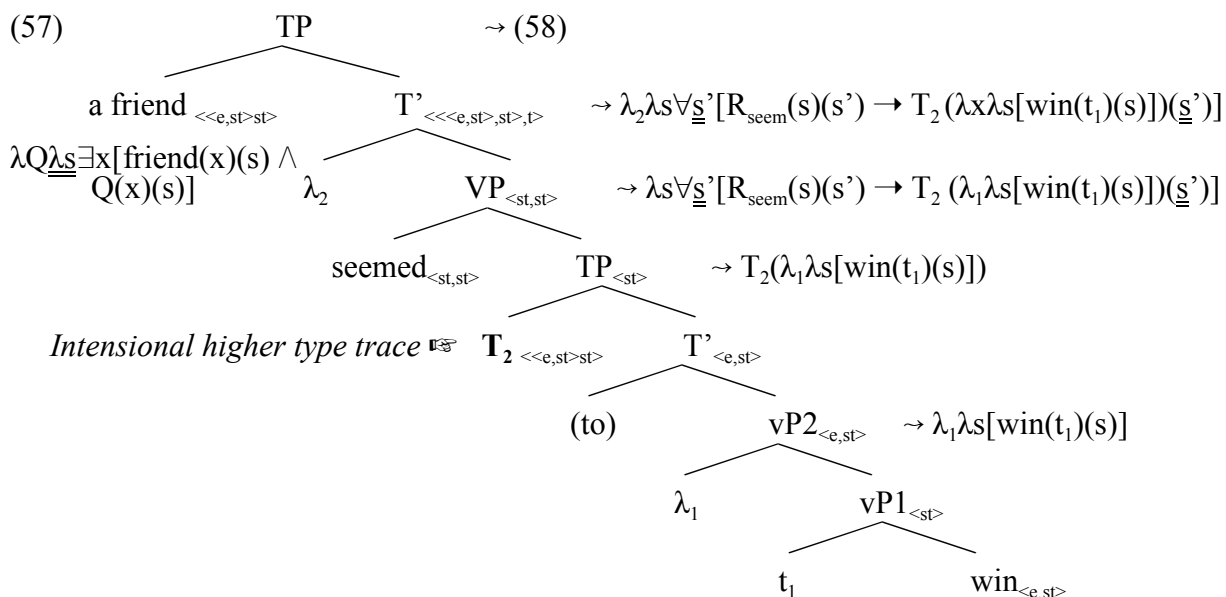 (57) TP ⤳ (58)
a friend <<e,st>st> T’<<<e,st>,st>,t> ⤳ λ₂λs∀s’[R_seem(s)(s’) ➝ T₂ (λxλs[win(t₁)(s)])(s’)]
λQλs∃x[friend(x)(s) ∧
Q(x)(s)] λ₂ VP<st,st> ⤳ λs∀s’[R_seem(s)(s’) ➝ T₂ (λ₁λs[win(t₁)(s)])(s’)]
seemed<st,st> TP<st> ⤳ T₂(λ₁λs[win(t₁)(s)])
Intensional higher type trace ☞ T₂ <<e,st>st> T’<e,st>
(to) vP2<e,st> ⤳ λ₁λs[win(t₁)(s)]
λ₁ vP1<st>
t₁ win<e,st>